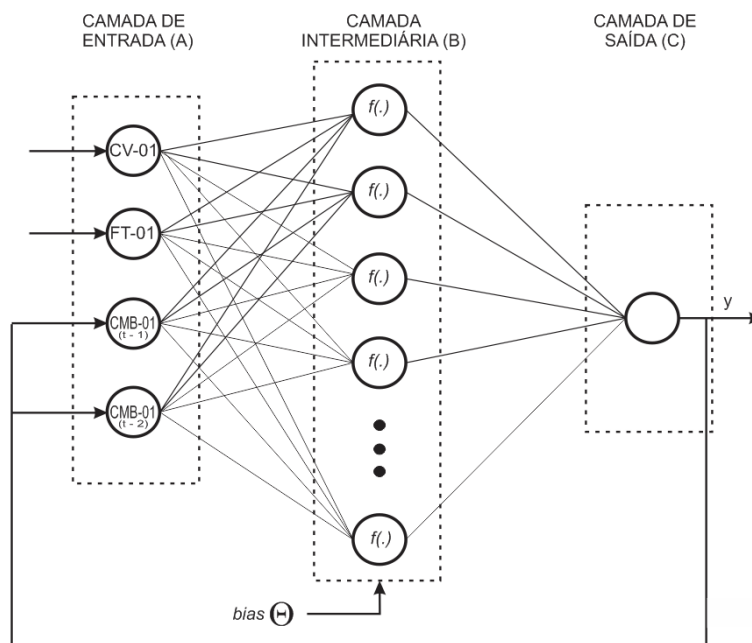 CAMADA DE
ENTRADA (A)
CAMADA
INTERMEDIÁRIA (B)
CAMADA DE
SAÍDA (C)
CV-01
FT-01
CMB-01
(t - 1)
CMB-01
(t - 2)
f(.)
f(.)
f(.)
f(.)
f(.)
y
bias Θ